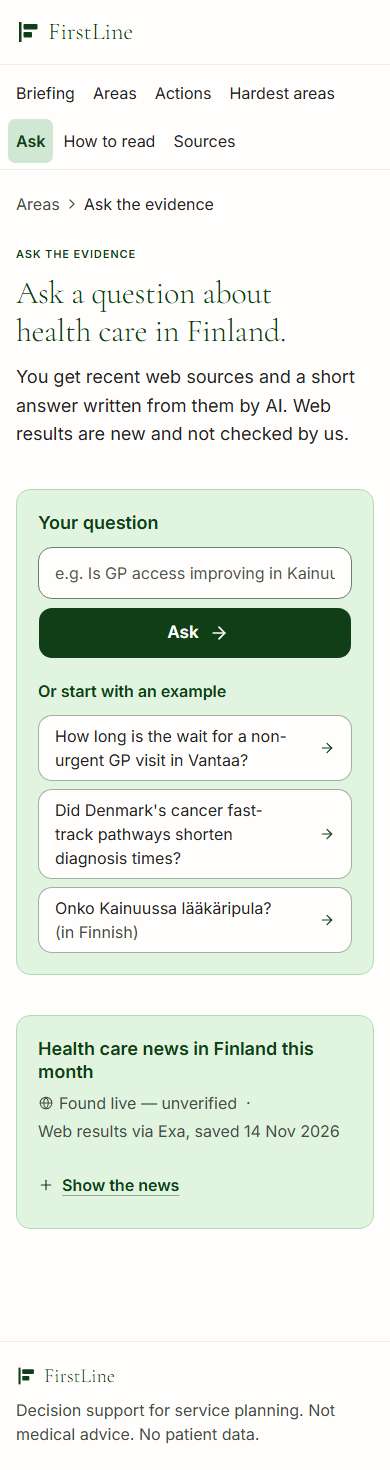 FirstLine
Briefing Areas Actions Hardest areas
Ask How to read Sources
Areas > Ask the evidence
ASK THE EVIDENCE
Ask a question about
health care in Finland.
You get recent web sources and a short
answer written from them by AI. Web
results are new and not checked by us.
Your question
e.g. Is GP access improving in Kainuu
Ask →
Or start with an example
How long is the wait for a non-
urgent GP visit in Vantaa? →
Did Denmark's cancer fast-
track pathways shorten →
diagnosis times?
Onko Kainuussa lääkäripula? →
(in Finnish)
Health care news in Finland this
month
Found live — unverified ·
Web results via Exa, saved 14 Nov 2026
+ Show the news
FirstLine
Decision support for service planning. Not
medical advice. No patient data.